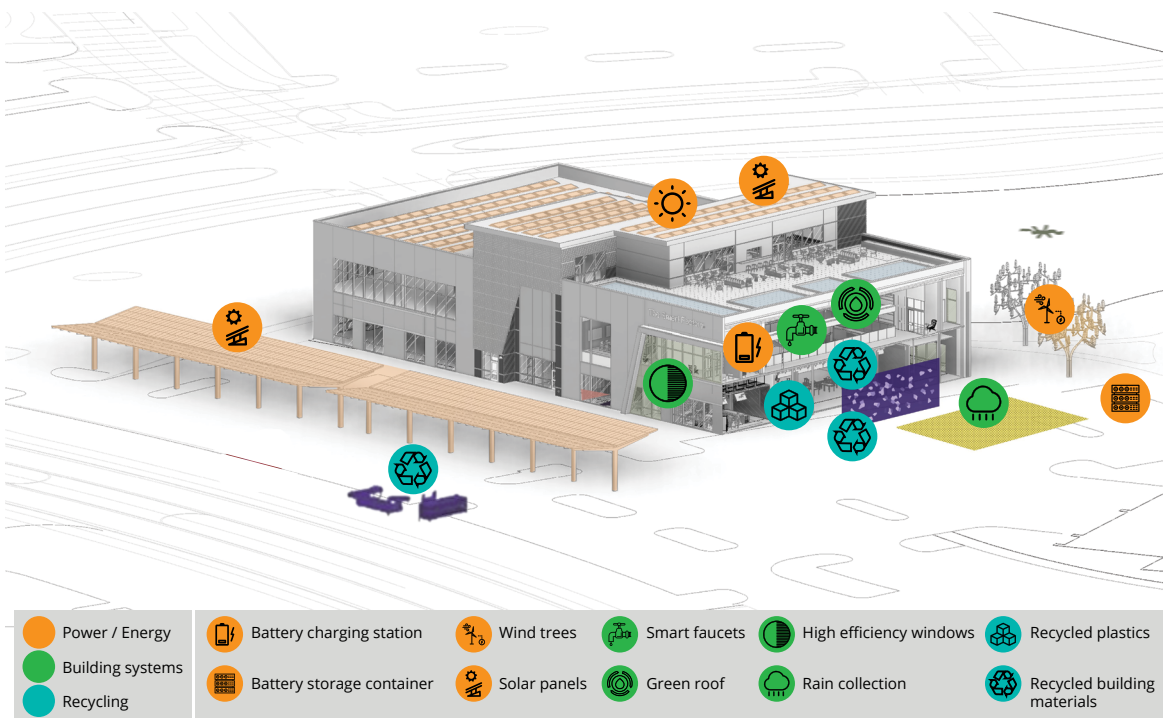 Power / Energy
Building systems
Recycling
Battery charging station
Battery storage container
Wind trees
Solar panels
Smart faucets
Green roof
High efficiency windows
Rain collection
Recycled plastics
Recycled building
materials